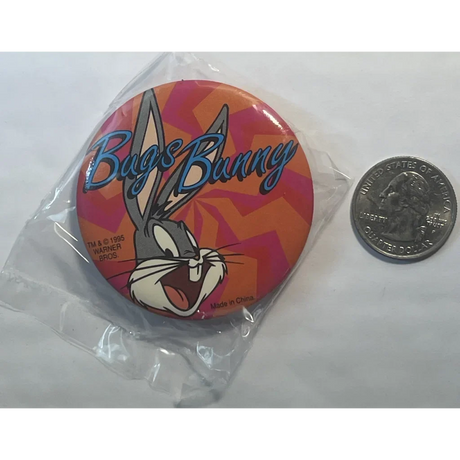 Bugs Bunny
TM & © 1995
WARNER
BROS.
Made in China.
UNITED STATES OF AMERICA
LIBERTY
QUARTER DOLLAR